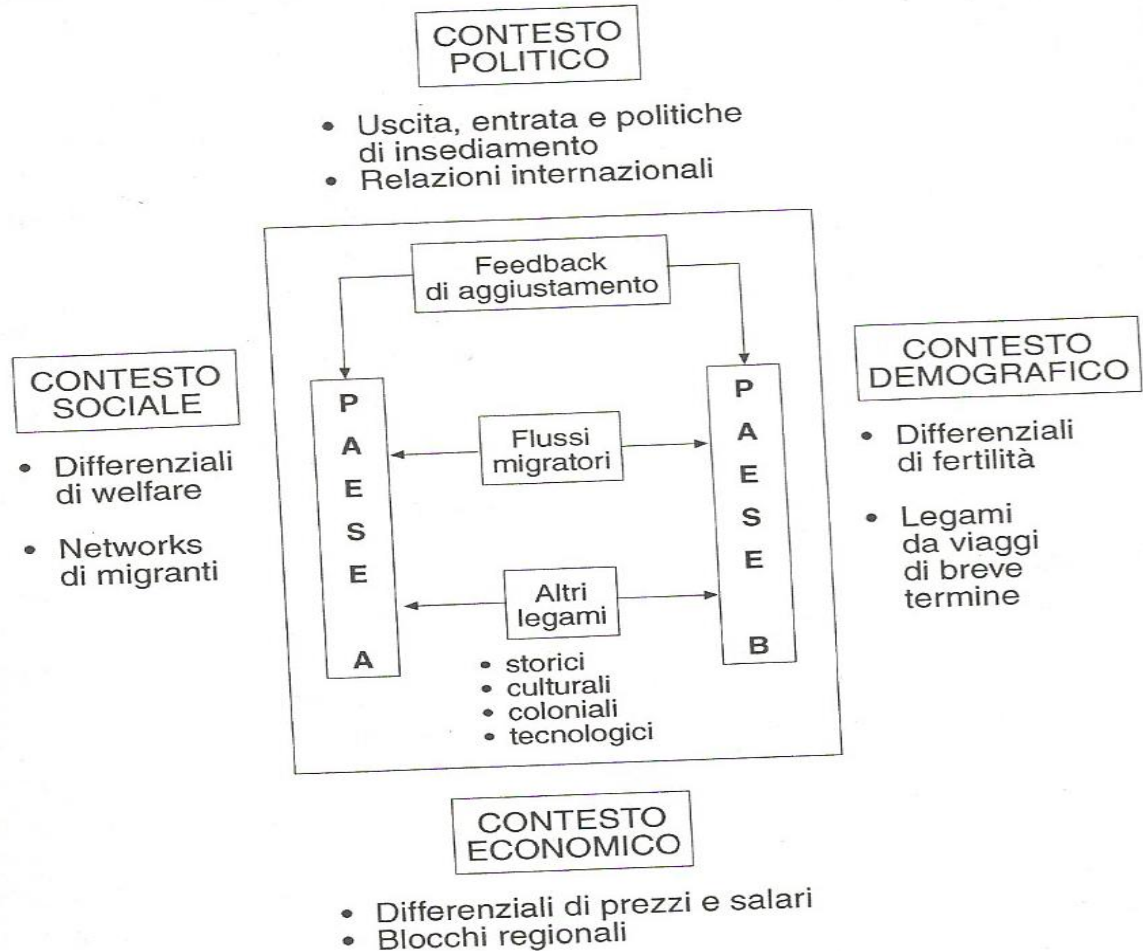 CONTESTO
POLITICO
• Uscita, entrata e politiche
di insediamento
• Relazioni internazionali
Feedback
di aggiustamento
CONTESTO
SOCIALE
• Differenziali
di welfare
• Networks
di migranti
PAESE A
Flussi
migratori
Altri
legami
• storici
• culturali
• coloniali
• tecnologici
PAESE B
CONTESTO
DEMOGRAFICO
• Differenziali
di fertilità
• Legami
da viaggi
di breve
termine
CONTESTO
ECONOMICO
• Differenziali di prezzi e salari
• Blocchi regionali